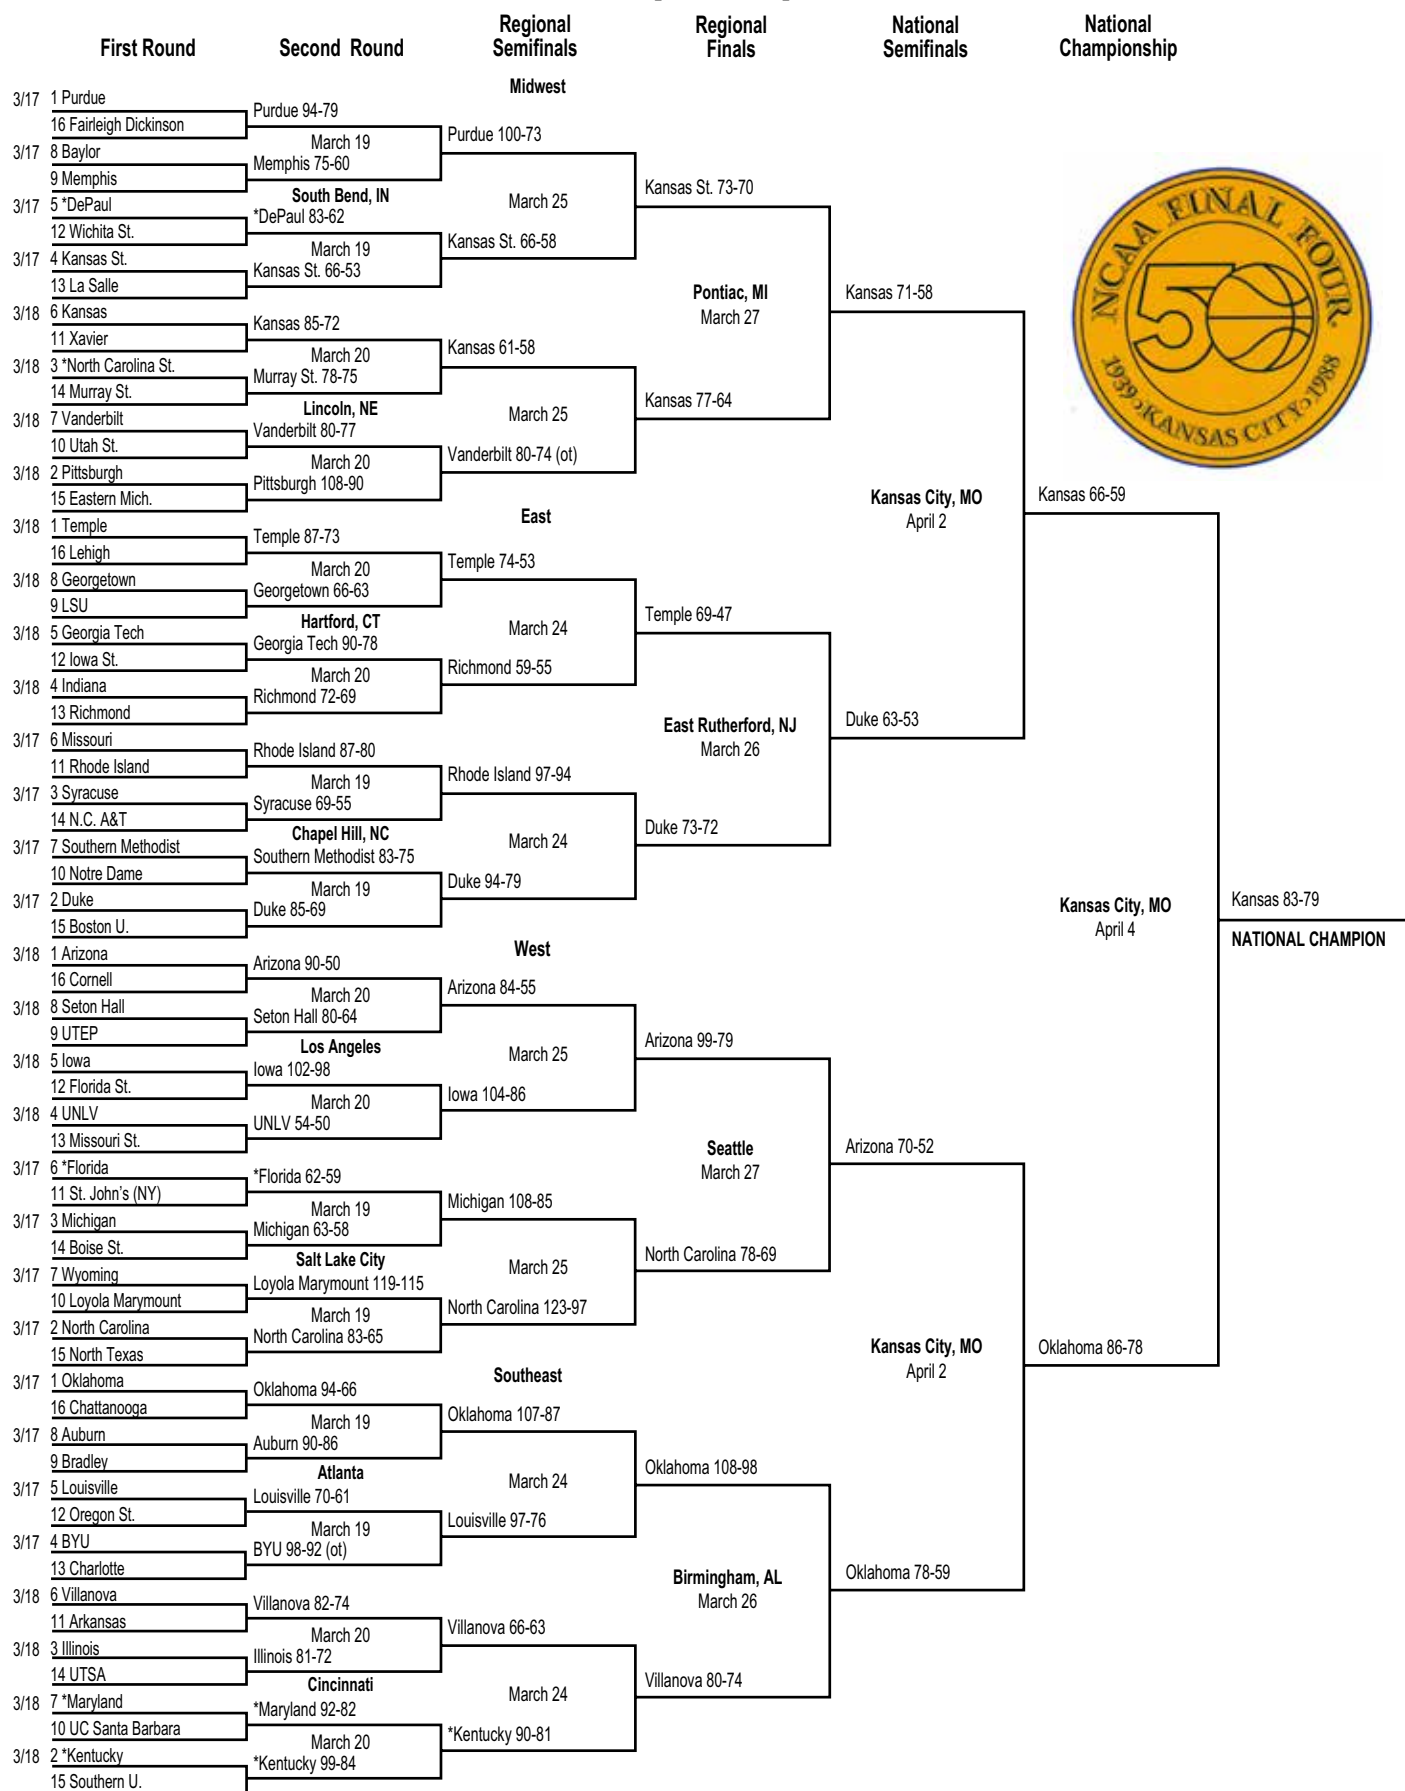 First Round
Second Round
Regional
Semifinals
Regional
Finals
National
Semifinals
National
Championship
Midwest
3/17 1 Purdue
16 Fairleigh Dickinson
3/17 8 Baylor
9 Memphis
3/17 5 *DePaul
12 Wichita St.
3/17 4 Kansas St.
13 La Salle
3/18 6 Kansas
11 Xavier
3/18 3 *North Carolina St.
14 Murray St.
3/18 7 Vanderbilt
10 Utah St.
3/18 2 Pittsburgh
15 Eastern Mich.
Purdue 94-79
March 19
Memphis 75-60
South Bend, IN
*DePaul 83-62
March 19
Kansas St. 66-53
Kansas 85-72
March 20
Murray St. 78-75
Lincoln, NE
Vanderbilt 80-77
March 20
Pittsburgh 108-90
Purdue 100-73
March 25
Kansas St. 66-58
Kansas 61-58
March 25
Vanderbilt 80-74 (ot)
Kansas St. 73-70
Pontiac, MI
March 27
Kansas 77-64
Kansas 71-58
East
3/18 1 Temple
16 Lehigh
3/18 8 Georgetown
9 LSU
3/18 5 Georgia Tech
12 Iowa St.
3/18 4 Indiana
13 Richmond
3/17 6 Missouri
11 Rhode Island
3/17 3 Syracuse
14 N.C. A&T
3/17 7 Southern Methodist
10 Notre Dame
3/17 2 Duke
15 Boston U.
Temple 87-73
March 20
Georgetown 66-63
Hartford, CT
Georgia Tech 90-78
March 20
Richmond 72-69
Rhode Island 87-80
March 19
Syracuse 69-55
Chapel Hill, NC
Southern Methodist 83-75
March 19
Duke 85-69
Temple 74-53
March 24
Richmond 59-55
Rhode Island 97-94
March 24
Duke 94-79
Temple 69-47
East Rutherford, NJ
March 26
Duke 73-72
Duke 63-53
Kansas City, MO
April 2
Kansas 66-59
West
3/18 1 Arizona
16 Cornell
3/18 8 Seton Hall
9 UTEP
3/18 5 Iowa
12 Florida St.
3/18 4 UNLV
13 Missouri St.
3/17 6 *Florida
11 St. John's (NY)
3/17 3 Michigan
14 Boise St.
3/17 7 Wyoming
10 Loyola Marymount
3/17 2 North Carolina
15 North Texas
Arizona 90-50
March 20
Seton Hall 80-64
Los Angeles
Iowa 102-98
March 20
UNLV 54-50
*Florida 62-59
March 19
Michigan 63-58
Salt Lake City
Loyola Marymount 119-115
March 19
North Carolina 83-65
Arizona 84-55
March 25
Iowa 104-86
Michigan 108-85
March 25
North Carolina 123-97
Arizona 99-79
Seattle
March 27
North Carolina 78-69
Arizona 70-52
Southeast
3/17 1 Oklahoma
16 Chattanooga
3/17 8 Auburn
9 Bradley
3/17 5 Louisville
12 Oregon St.
3/17 4 BYU
13 Charlotte
3/18 6 Villanova
11 Arkansas
3/18 3 Illinois
14 UTSA
3/18 7 *Maryland
10 UC Santa Barbara
3/18 2 *Kentucky
15 Southern U.
Oklahoma 94-66
March 19
Auburn 90-86
Atlanta
Louisville 70-61
March 19
BYU 98-92 (ot)
Villanova 82-74
March 20
Illinois 81-72
Cincinnati
*Maryland 92-82
March 20
*Kentucky 99-84
Oklahoma 107-87
March 24
Louisville 97-76
Villanova 66-63
March 24
*Kentucky 90-81
Oklahoma 108-98
Birmingham, AL
March 26
Villanova 80-74
Oklahoma 78-59
Kansas City, MO
April 2
Oklahoma 86-78
Kansas City, MO
April 4
Kansas 83-79
NATIONAL CHAMPION
NCAA FINAL FOUR
50
1939 · KANSAS CITY · 1988